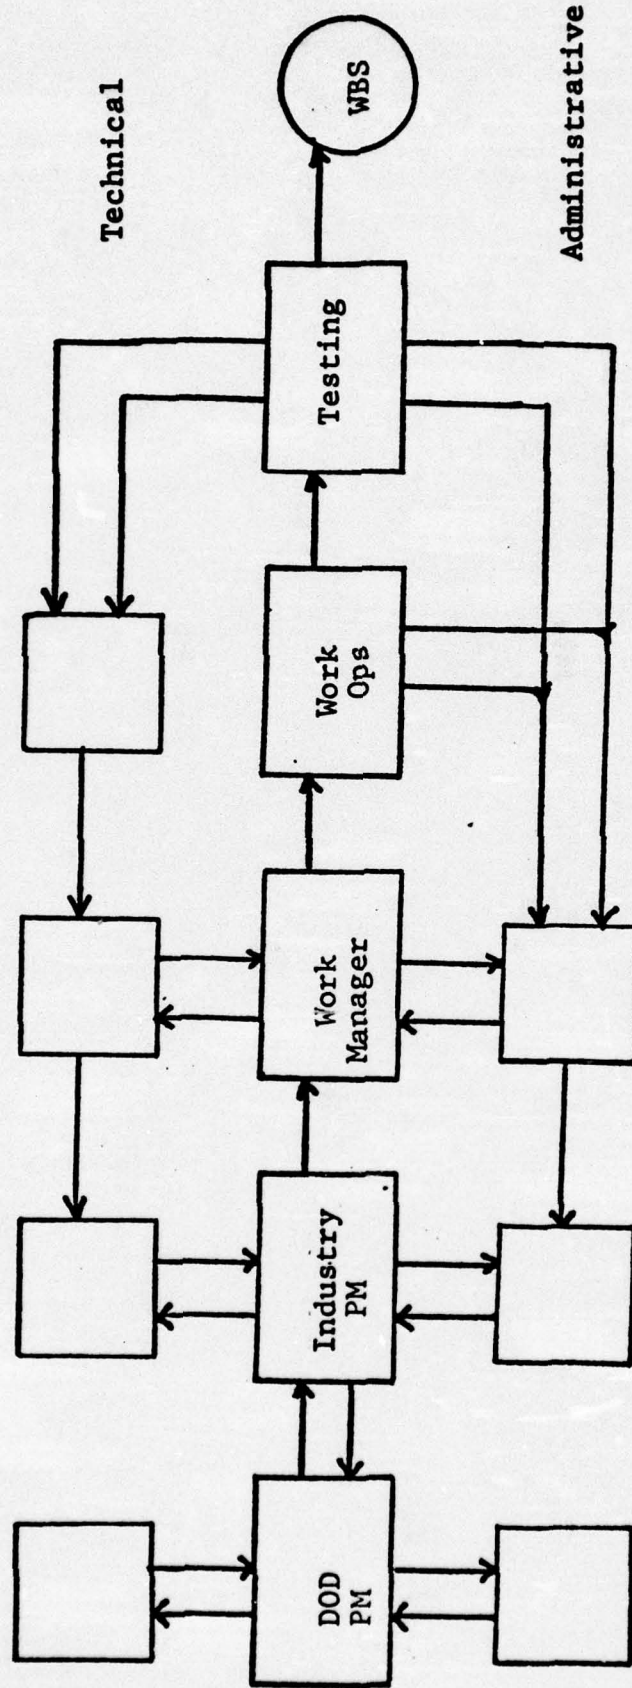 Technical
WBS
Testing
Work
Ops
Work
Manager
Industry
PM
DOD
PM
Administrative